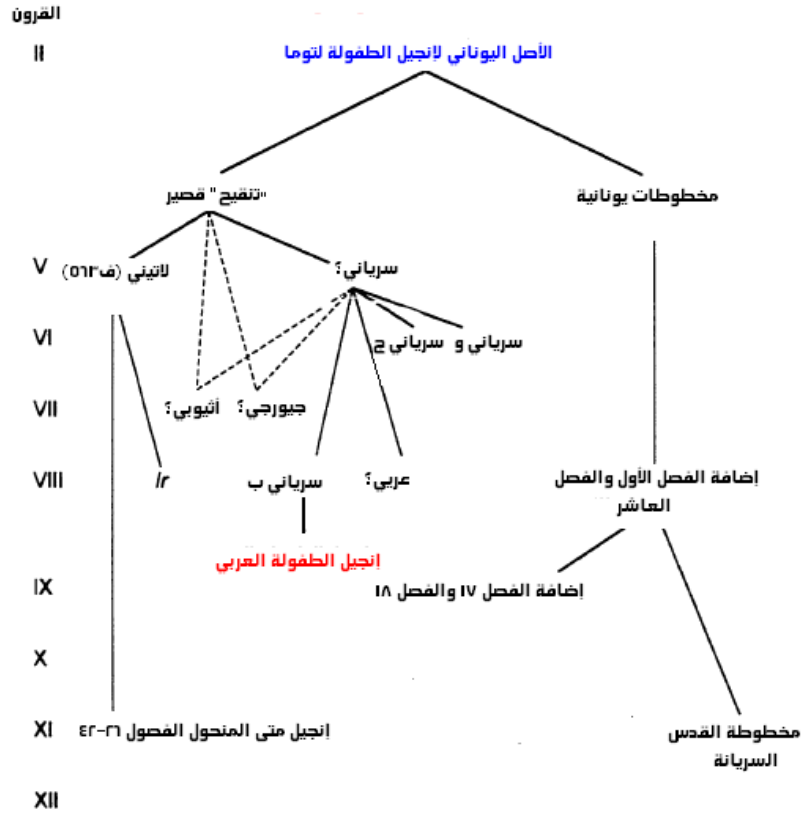 القرون
II
الأصل اليوناني لإنجيل الطفولة لتوما
"تنقيح" قصير
مخطوطات يونانية
V
لاتيني (ف٥٦٣)
سرياني؟
VI
سرياني ح
سرياني و
VII
أثيوبي؟
جيورجي؟
VIII
Ir
سرياني ب
عربي؟
إضافة الفصل الأول والفصل
العاشر
إنجيل الطفولة العربي
IX
إضافة الفصل ١٧ والفصل ١٨
X
XI
إنجيل متى المنحول الفصول ٢٦-٤٢
مخطوطة القدس
السريانة
XII